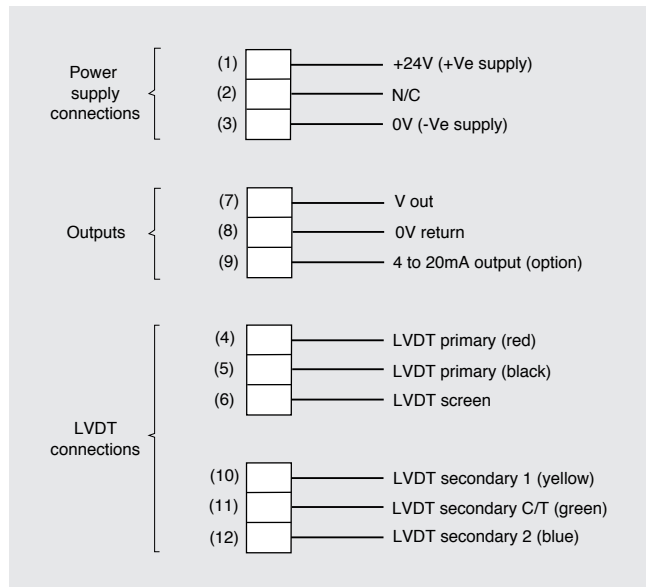 Power
supply
connections
(1) +24V (+Ve supply)
(2) N/C
(3) 0V (-Ve supply)
Outputs
(7) V out
(8) 0V return
(9) 4 to 20mA output (option)
LVDT
connections
(4) LVDT primary (red)
(5) LVDT primary (black)
(6) LVDT screen
(10) LVDT secondary 1 (yellow)
(11) LVDT secondary C/T (green)
(12) LVDT secondary 2 (blue)